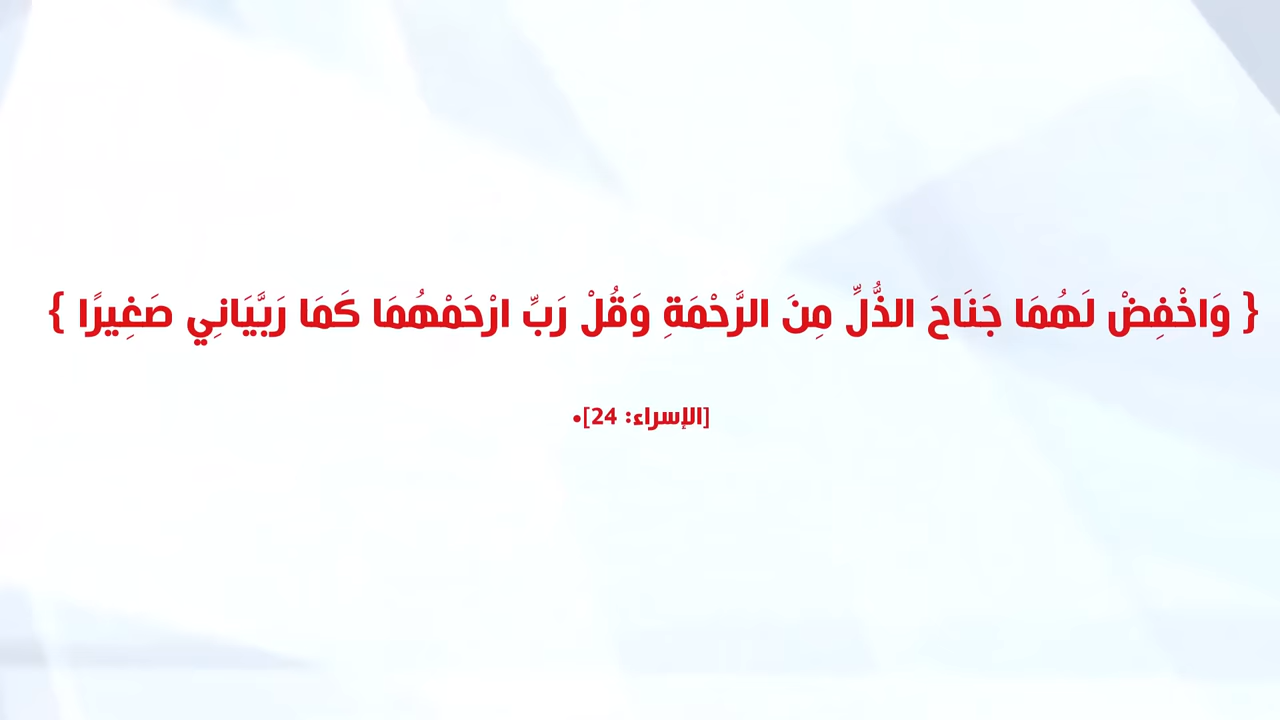 { وَاخْفِضْ لَهُمَا جَنَاحَ الذُّلِّ مِنَ الرَّحْمَةِ وَقُلْ رَبِّ ارْحَمْهُمَا كَمَا رَبَّيَانِي صَغِيرًا }
[الإسراء: 24]•